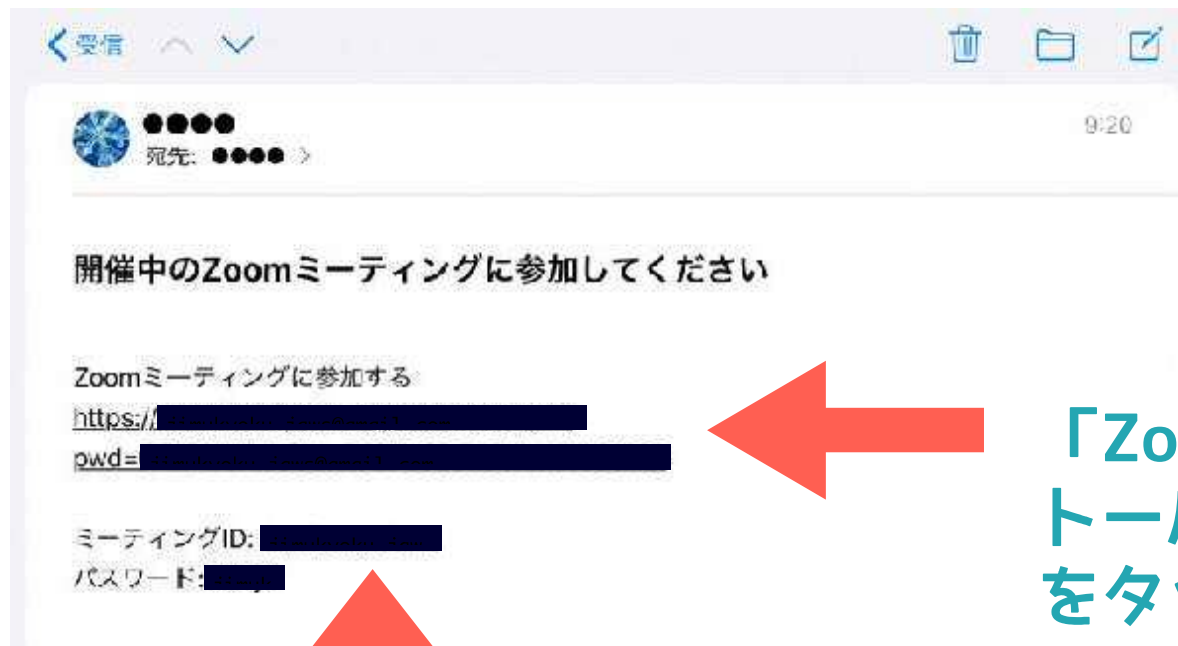 受信
●●●●
9:20
宛先: ●●●● >
開催中のZoomミーティングに参加してください
Zoomミーティングに参加する
https://
pwd=
ミーティングID:
パスワード:
「Zo
トール
をタ